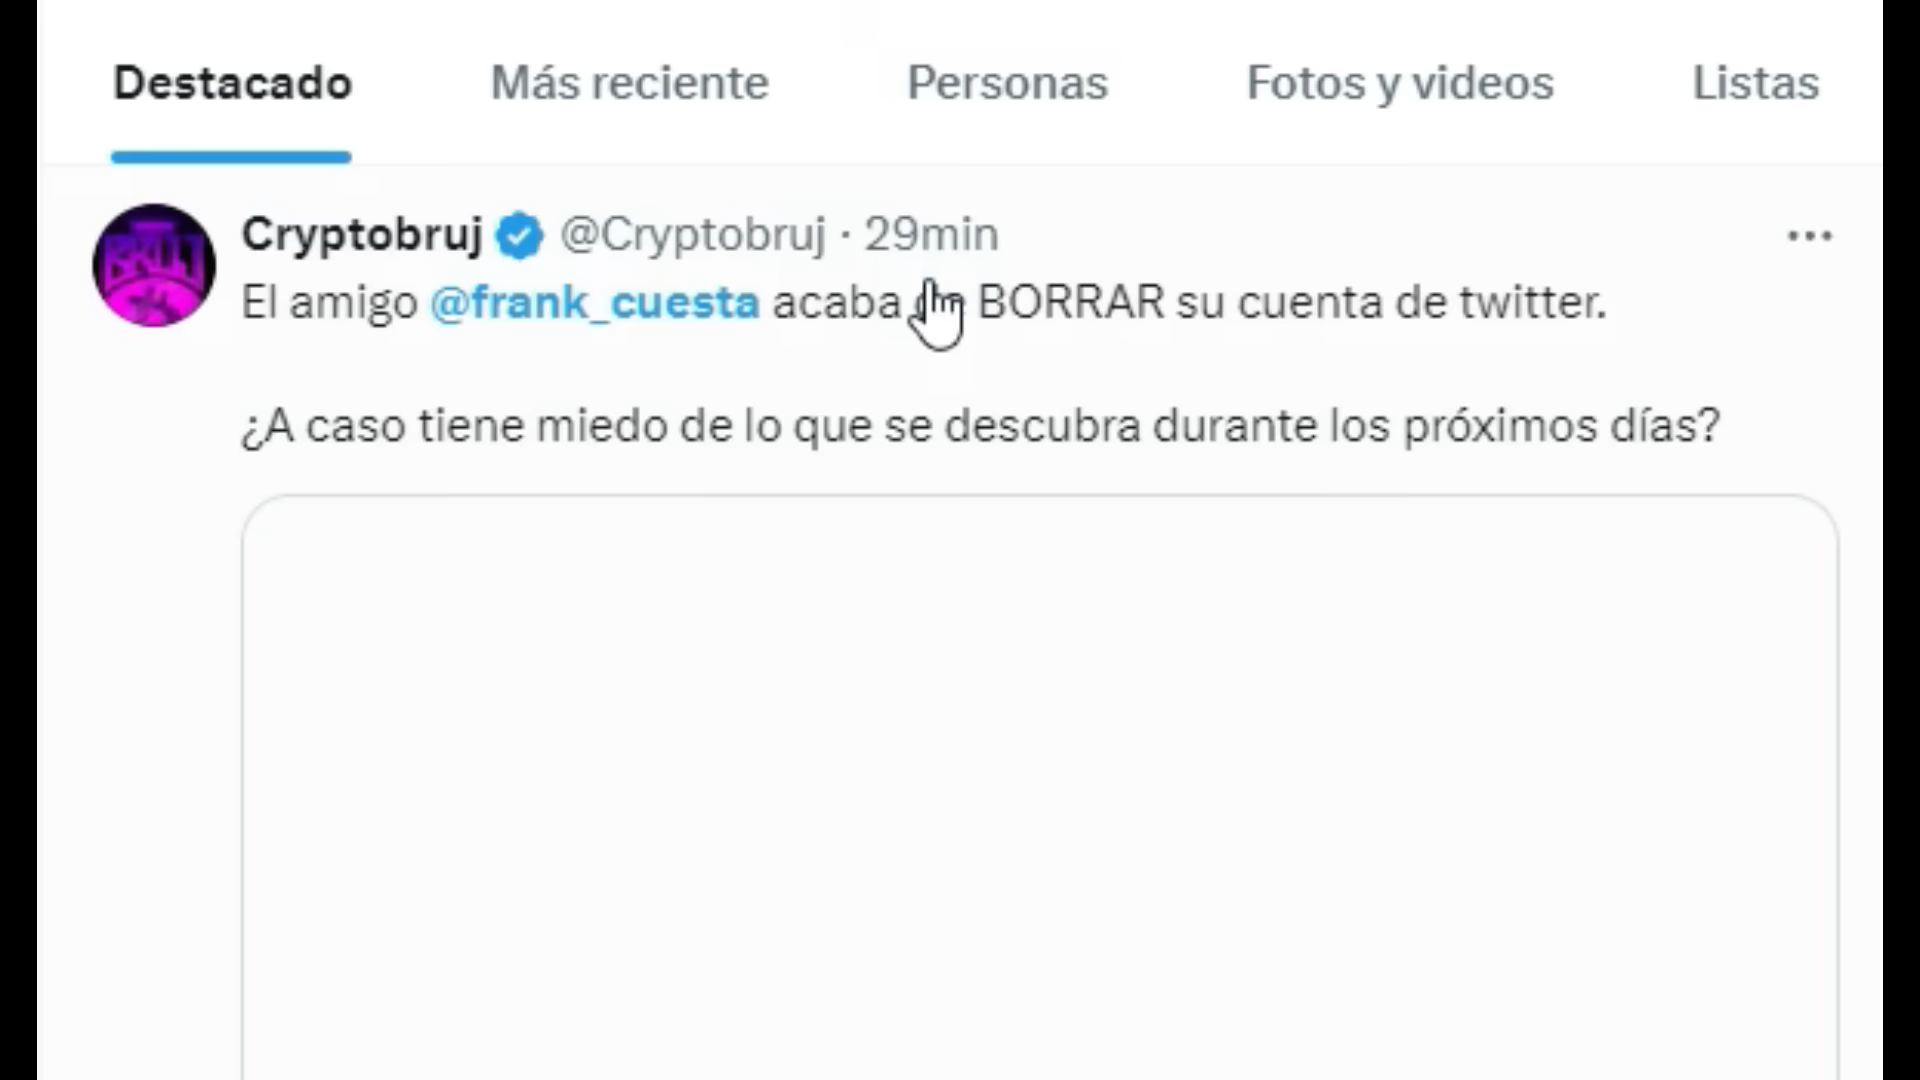 Destacado Más reciente Personas Fotos y videos Listas
Cryptobruj @Cryptobruj · 29min
El amigo @frank_cuesta acaba BORRAR su cuenta de twitter.
¿A caso tiene miedo de lo que se descubra durante los próximos días?